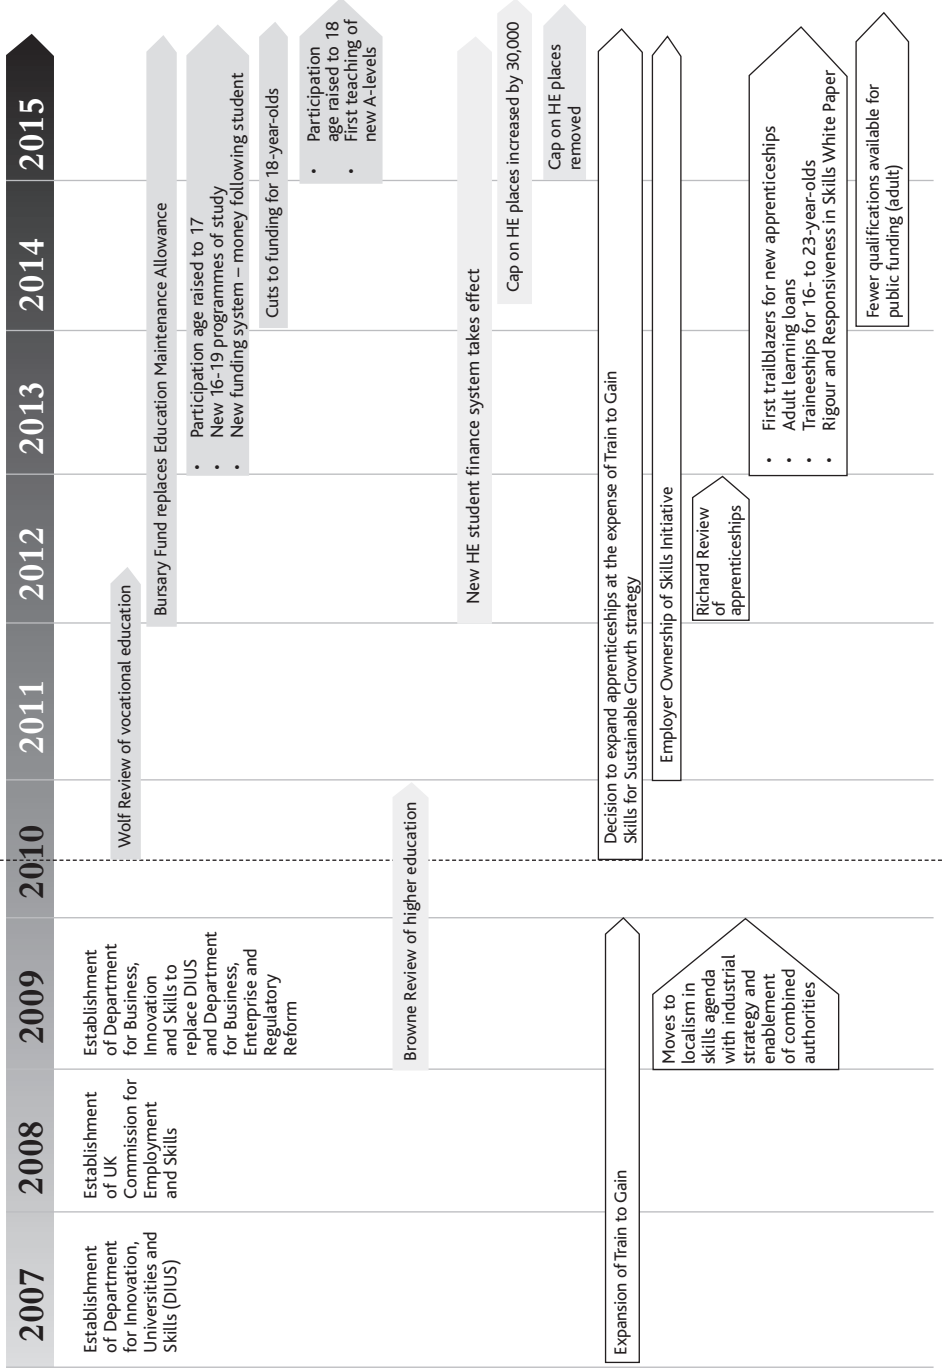 2007
2008
2009
2010
2011
2012
2013
2014
2015
Establishment
of Department
for Innovation,
Universities and
Skills (DIUS)
Establishment
of UK
Commission for
Employment
and Skills
Establishment
of Department
for Business,
Innovation
and Skills to
replace DIUS
and Department
for Business,
Enterprise and
Regulatory
Reform
Wolf Review of vocational education
Bursary Fund replaces Education Maintenance Allowance
• Participation age raised to 17
• New 16-19 programmes of study
• New funding system – money following student
Cuts to funding for 18-year-olds
• Participation
age raised to 18
• First teaching of
new A-levels
Browne Review of higher education
New HE student finance system takes effect
Cap on HE places increased by 30,000
Cap on HE places
removed
Expansion of Train to Gain
Decision to expand apprenticeships at the expense of Train to Gain
Skills for Sustainable Growth strategy
Moves to
localism in
skills agenda
with industrial
strategy and
enablement
of combined
authorities
Employer Ownership of Skills Initiative
Richard Review
of
apprenticeships
• First trailblazers for new apprenticeships
• Adult learning loans
• Traineeships for 16- to 23-year-olds
• Rigour and Responsiveness in Skills White Paper
Fewer qualifications available for
public funding (adult)